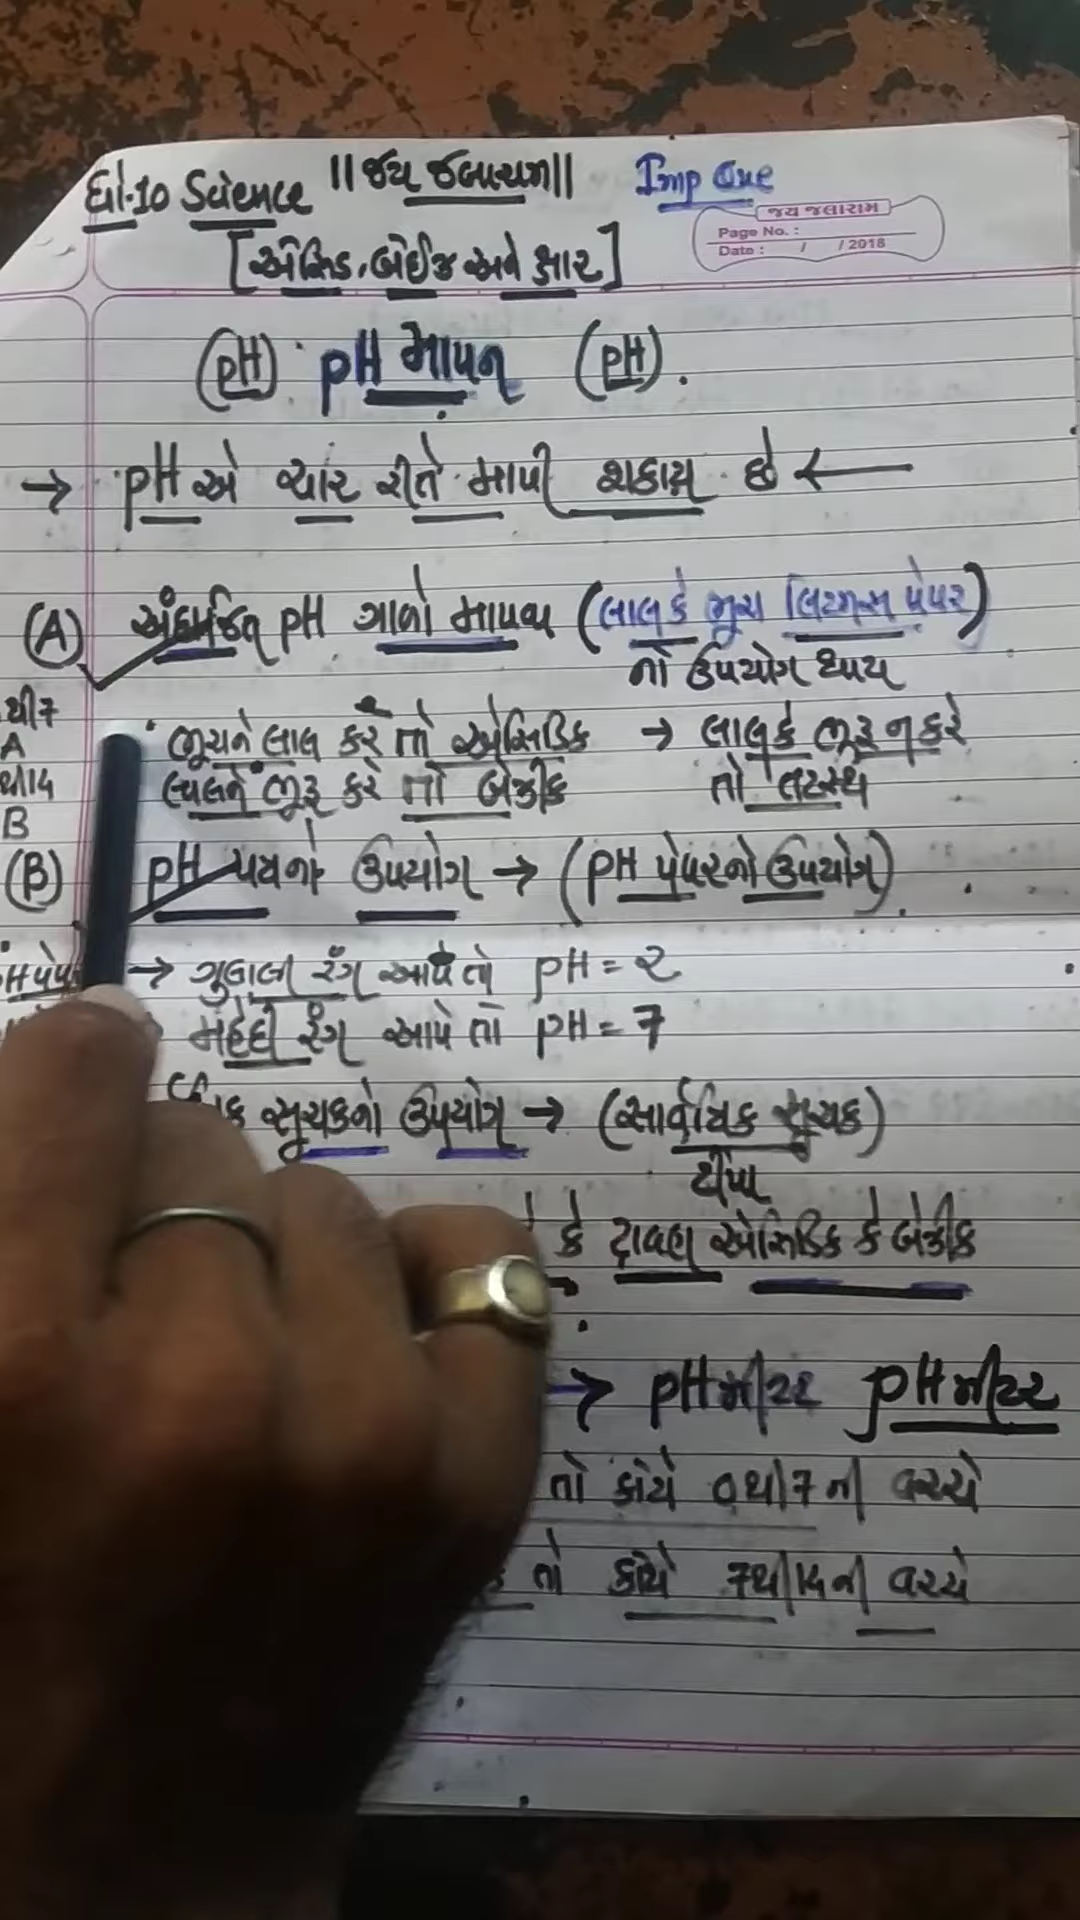 ધો.10 Science ||જય જલારામ|| Imp Que
જય જલારામ
Page No. :
Date : / / 2018
[એસિડ, બેઈઝ અને ક્ષાર]
(pH) pH માપન (pH).
→ pH એ ચાર રીતે માપી શકાય છે ←
(A) pH ગાળો માપવા (લાલ કે ભૂરા લિટમસ પેપર)
નો ઉપયોગ થાય
થી7
A
B
ભૂરાને લાલ કરે તો એસિડિક → લાલ કે ભૂરૂ ન કરે
લાલને ભૂરૂ કરે તો બેઝીક તો તટસ્થ
(B) pH પત્રનો ઉપયોગ → (pH પેપરનો ઉપયોગ)
→ ગુલાબી રંગ આપે તો pH = 2
મહેંદી રંગ આપે તો pH = 7
સૂચકનો ઉપયોગ → (સાર્વત્રિક સૂચક)
ટીપા
કે દ્રાવણ એસિડિક કે બેઝીક
→ pH મીટર pH મીટર
તો કાંટો 0 થી 7 ની વચ્ચે
તો કાંટો 7 થી 14 ની વચ્ચે